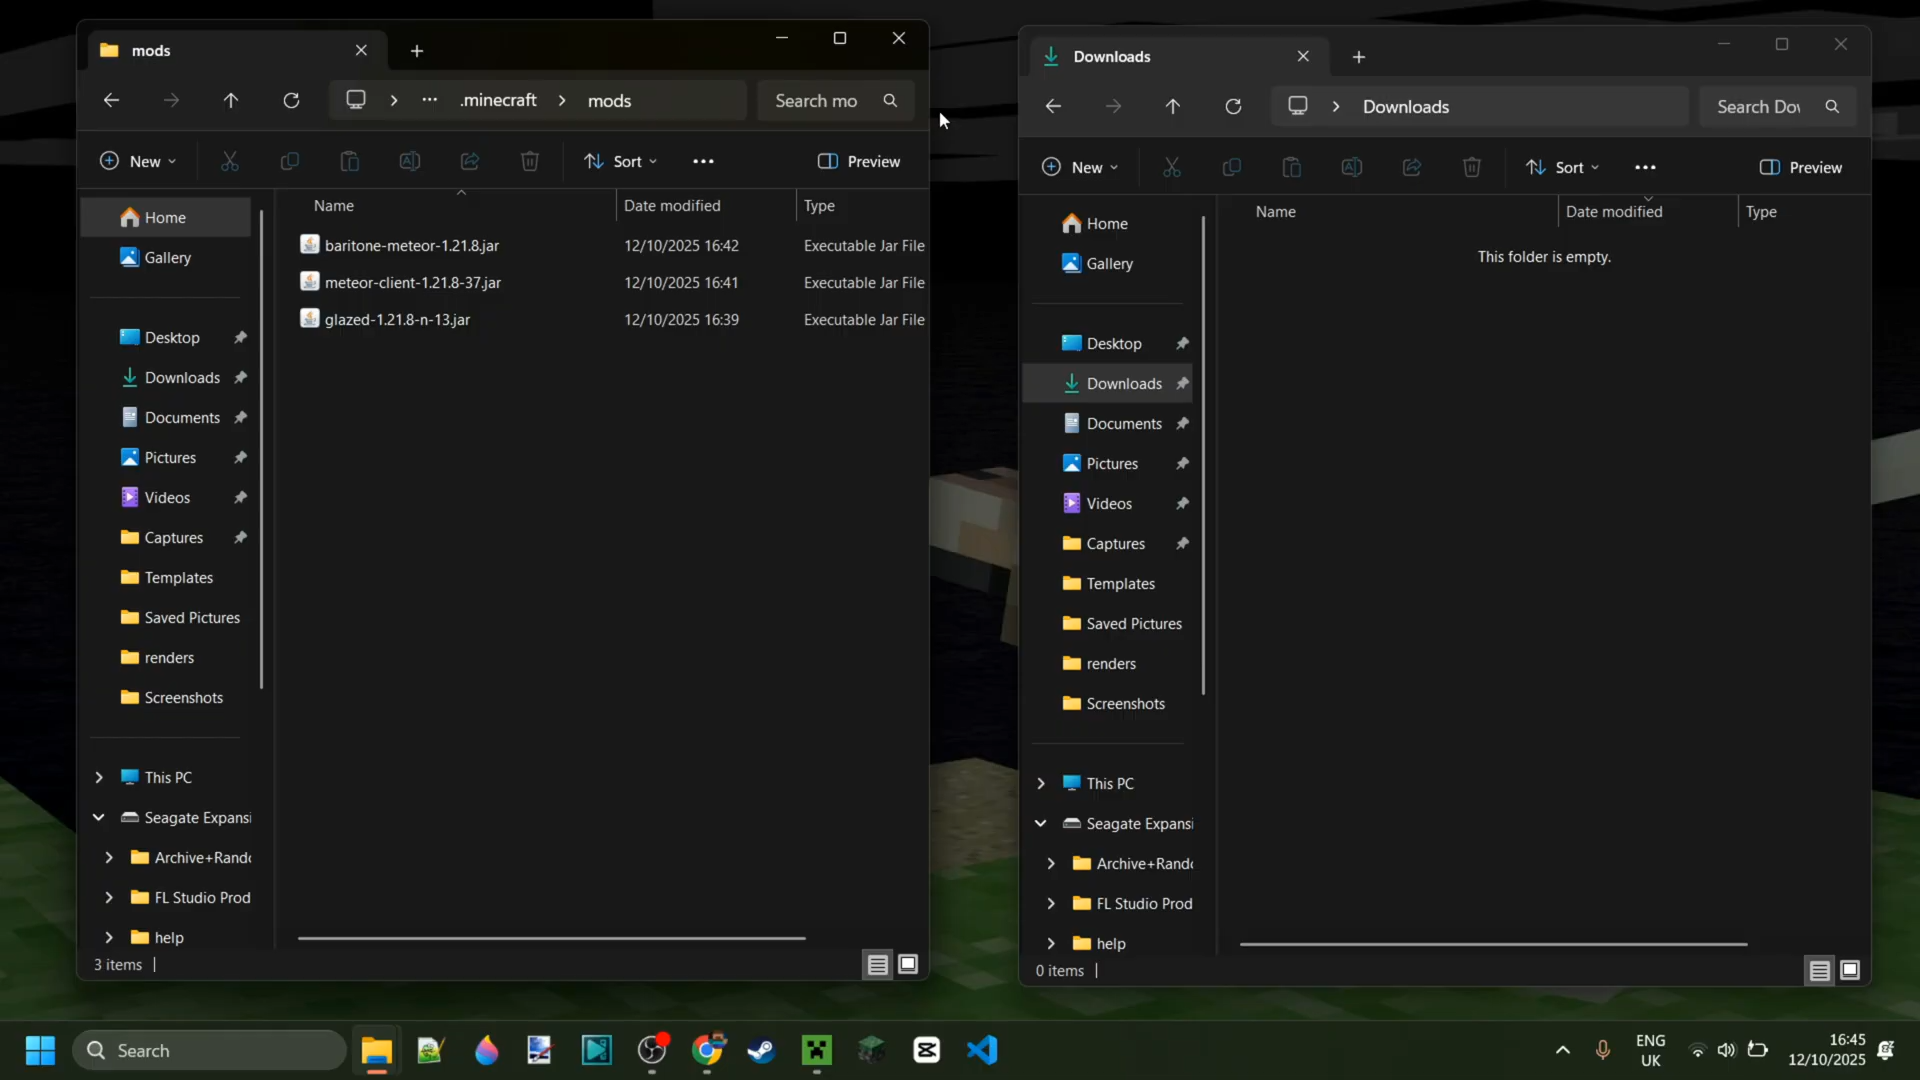 mods
.minecraft
mods
Search mo
New
Sort
Preview
Name
Date modified
Type
baritone-meteor-1.21.8.jar
12/10/2025 16:42
Executable Jar File
meteor-client-1.21.8-37.jar
12/10/2025 16:41
Executable Jar File
glazed-1.21.8-n-13.jar
12/10/2025 16:39
Executable Jar File
Home
Gallery
Desktop
Downloads
Documents
Pictures
Videos
Captures
Templates
Saved Pictures
renders
Screenshots
This PC
Seagate Expansi
Archive+Rando
FL Studio Prod
help
3 items
Downloads
Downloads
Search Dov
New
Sort
Preview
Name
Date modified
Type
This folder is empty.
Home
Gallery
Desktop
Downloads
Documents
Pictures
Videos
Captures
Templates
Saved Pictures
renders
Screenshots
This PC
Seagate Expansi
Archive+Rando
FL Studio Prod
help
0 items
Search
ENG
UK
16:45
12/10/2025